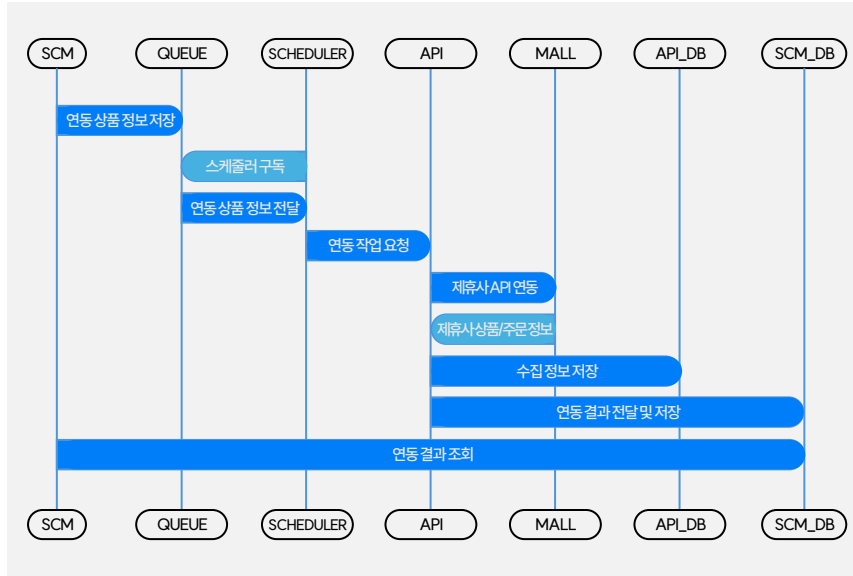 SCM QUEUE SCHEDULER API MALL API_DB SCM_DB
연동 상품 정보 저장
스케줄러 구독
연동 상품 정보 전달
연동 작업 요청
제휴사 API 연동
제휴사 상품/주문 정보
수집 정보 저장
연동 결과 전달 및 저장
연동 결과 조회
SCM QUEUE SCHEDULER API MALL API_DB SCM_DB